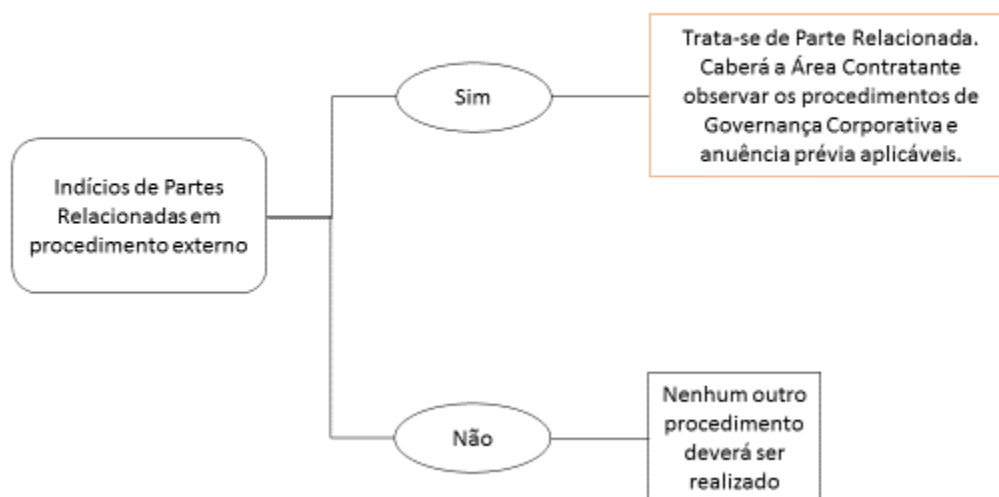 Indícios de Partes
Relacionadas em
procedimento externo
Sim
Trata-se de Parte Relacionada.
Caberá a Área Contratante
observar os procedimentos de
Governança Corporativa e
anuência prévia aplicáveis.
Não
Nenhum outro
procedimento
deverá ser
realizado